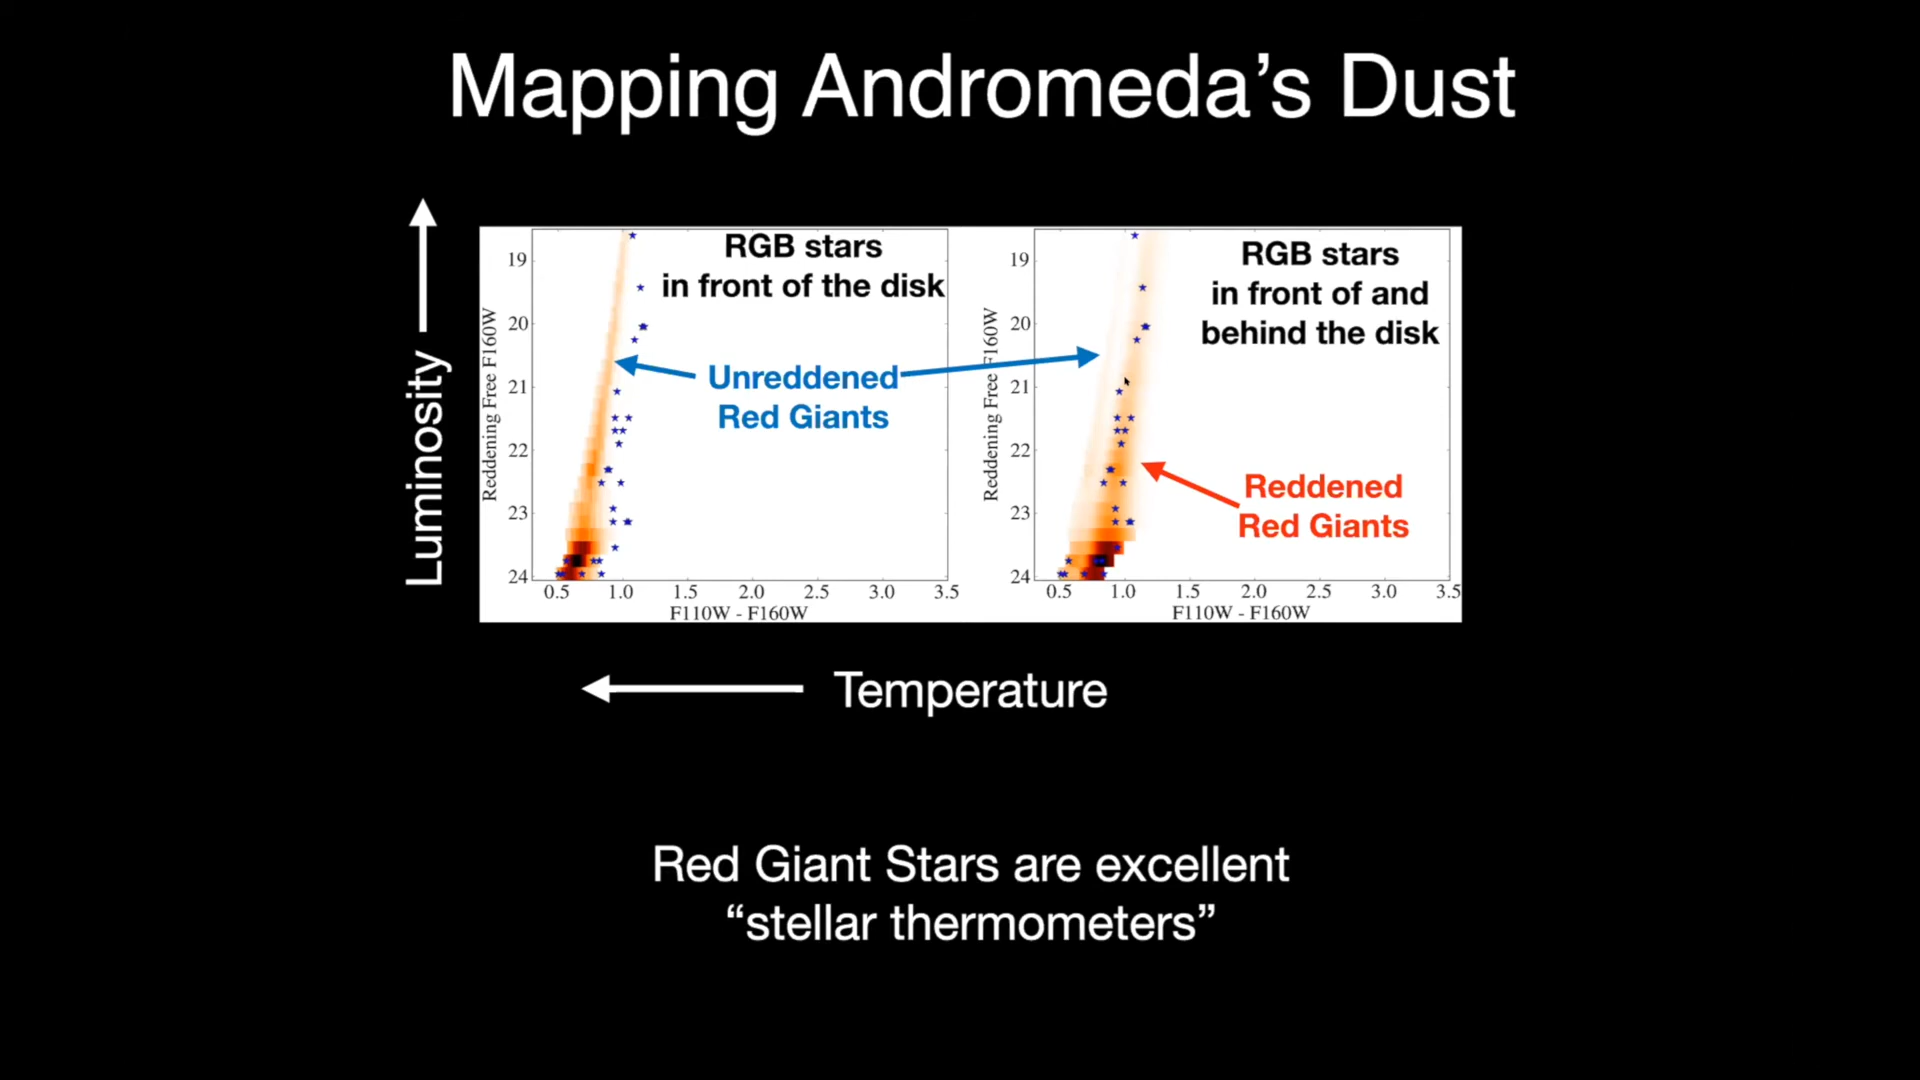 Mapping Andromeda’s Dust
Luminosity
Reddening Free F160W
19
20
21
22
23
24
0.5 1.0 1.5 2.0 2.5 3.0 3.5
F110W - F160W
RGB stars
in front of the disk
Unreddened
Red Giants
Reddening Free F160W
19
20
21
22
23
24
0.5 1.0 1.5 2.0 2.5 3.0 3.5
F110W - F160W
RGB stars
in front of and
behind the disk
Reddened
Red Giants
Temperature
Red Giant Stars are excellent
“stellar thermometers”